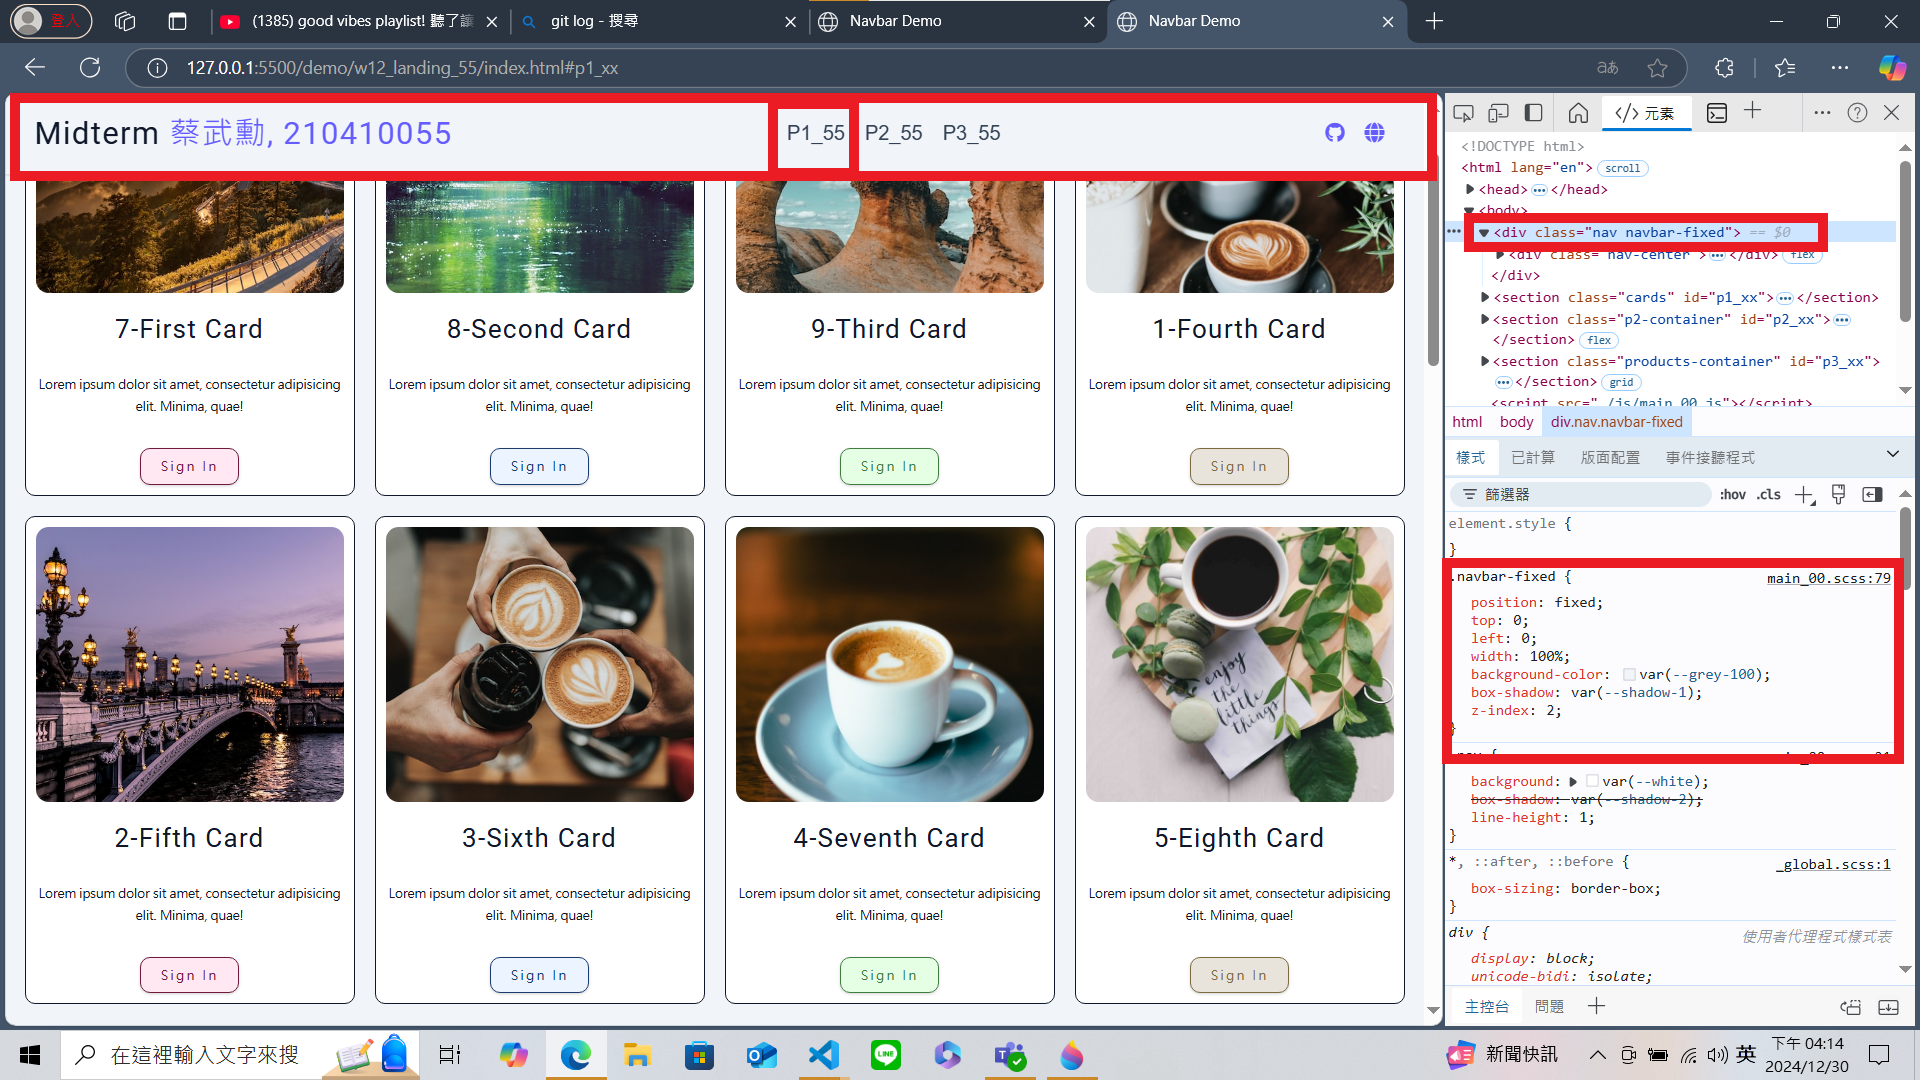 登入
(1385) good vibes playlist! 聽了讓
git log - 搜尋
Navbar Demo
Navbar Demo
127.0.0.1:5500/demo/w12_landing_55/index.html#p1_xx
Midterm 蔡武勳, 210410055
P1_55 P2_55 P3_55
7-First Card
Lorem ipsum dolor sit amet, consectetur adipisicing
elit. Minima, quae!
Sign In
8-Second Card
Lorem ipsum dolor sit amet, consectetur adipisicing
elit. Minima, quae!
Sign In
9-Third Card
Lorem ipsum dolor sit amet, consectetur adipisicing
elit. Minima, quae!
Sign In
1-Fourth Card
Lorem ipsum dolor sit amet, consectetur adipisicing
elit. Minima, quae!
Sign In
2-Fifth Card
Lorem ipsum dolor sit amet, consectetur adipisicing
elit. Minima, quae!
Sign In
3-Sixth Card
Lorem ipsum dolor sit amet, consectetur adipisicing
elit. Minima, quae!
Sign In
4-Seventh Card
Lorem ipsum dolor sit amet, consectetur adipisicing
elit. Minima, quae!
Sign In
enjoy
the
little
things
5-Eighth Card
Lorem ipsum dolor sit amet, consectetur adipisicing
elit. Minima, quae!
Sign In
元素
<!DOCTYPE html>
<html lang="en"> scroll
<head> ••• </head>
<body>
<div class="nav navbar-fixed"> == $0
<div class="nav-center"> ••• </div> flex
</div>
<section class="cards" id="p1_xx"> ••• </section>
<section class="p2-container" id="p2_xx"> •••
</section> flex
<section class="products-container" id="p3_xx">
••• </section> grid
<script src="./js/main_00.js"></script>
html body div.nav.navbar-fixed
樣式 已計算 版面配置 事件接聽程式
篩選器 :hov .cls
element.style {
}
.navbar-fixed { main_00.scss:79
position: fixed;
top: 0;
left: 0;
width: 100%;
background-color: var(--grey-100);
box-shadow: var(--shadow-1);
z-index: 2;
}
background: var(--white);
box-shadow: var(--shadow-2);
line-height: 1;
}
*, ::after, ::before { _global.scss:1
box-sizing: border-box;
}
div { 使用者代理程式樣式表
display: block;
unicode-bidi: isolate;
主控台 問題
在這裡輸入文字來搜
新聞快訊
英
下午 04:14
2024/12/30